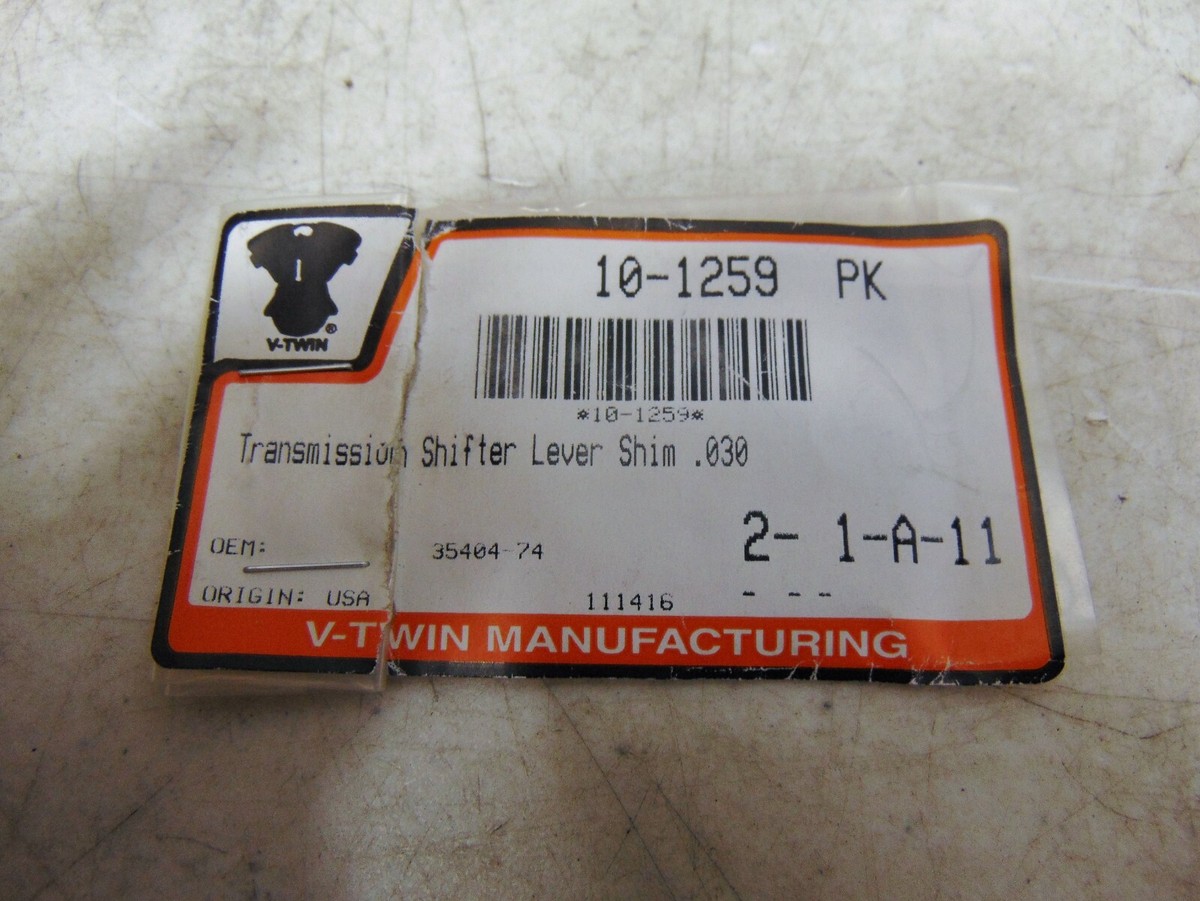 10-1259 PK
V-TWIN ®
*10-1259*
Transmission Shifter Lever Shim .030
2- 1-A-11
OEM: 35404-74
ORIGIN: USA 111416 - - -
V-TWIN MANUFACTURING